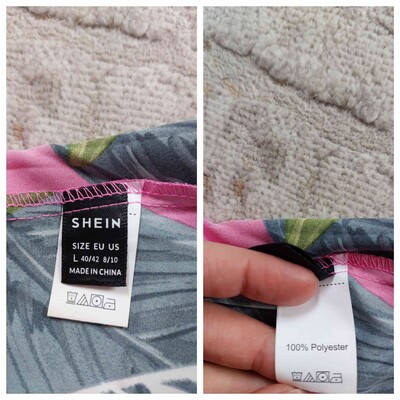 SHEIN
SIZE EU US
L 40/42 8/10
MADE IN CHINA
100% Polyester